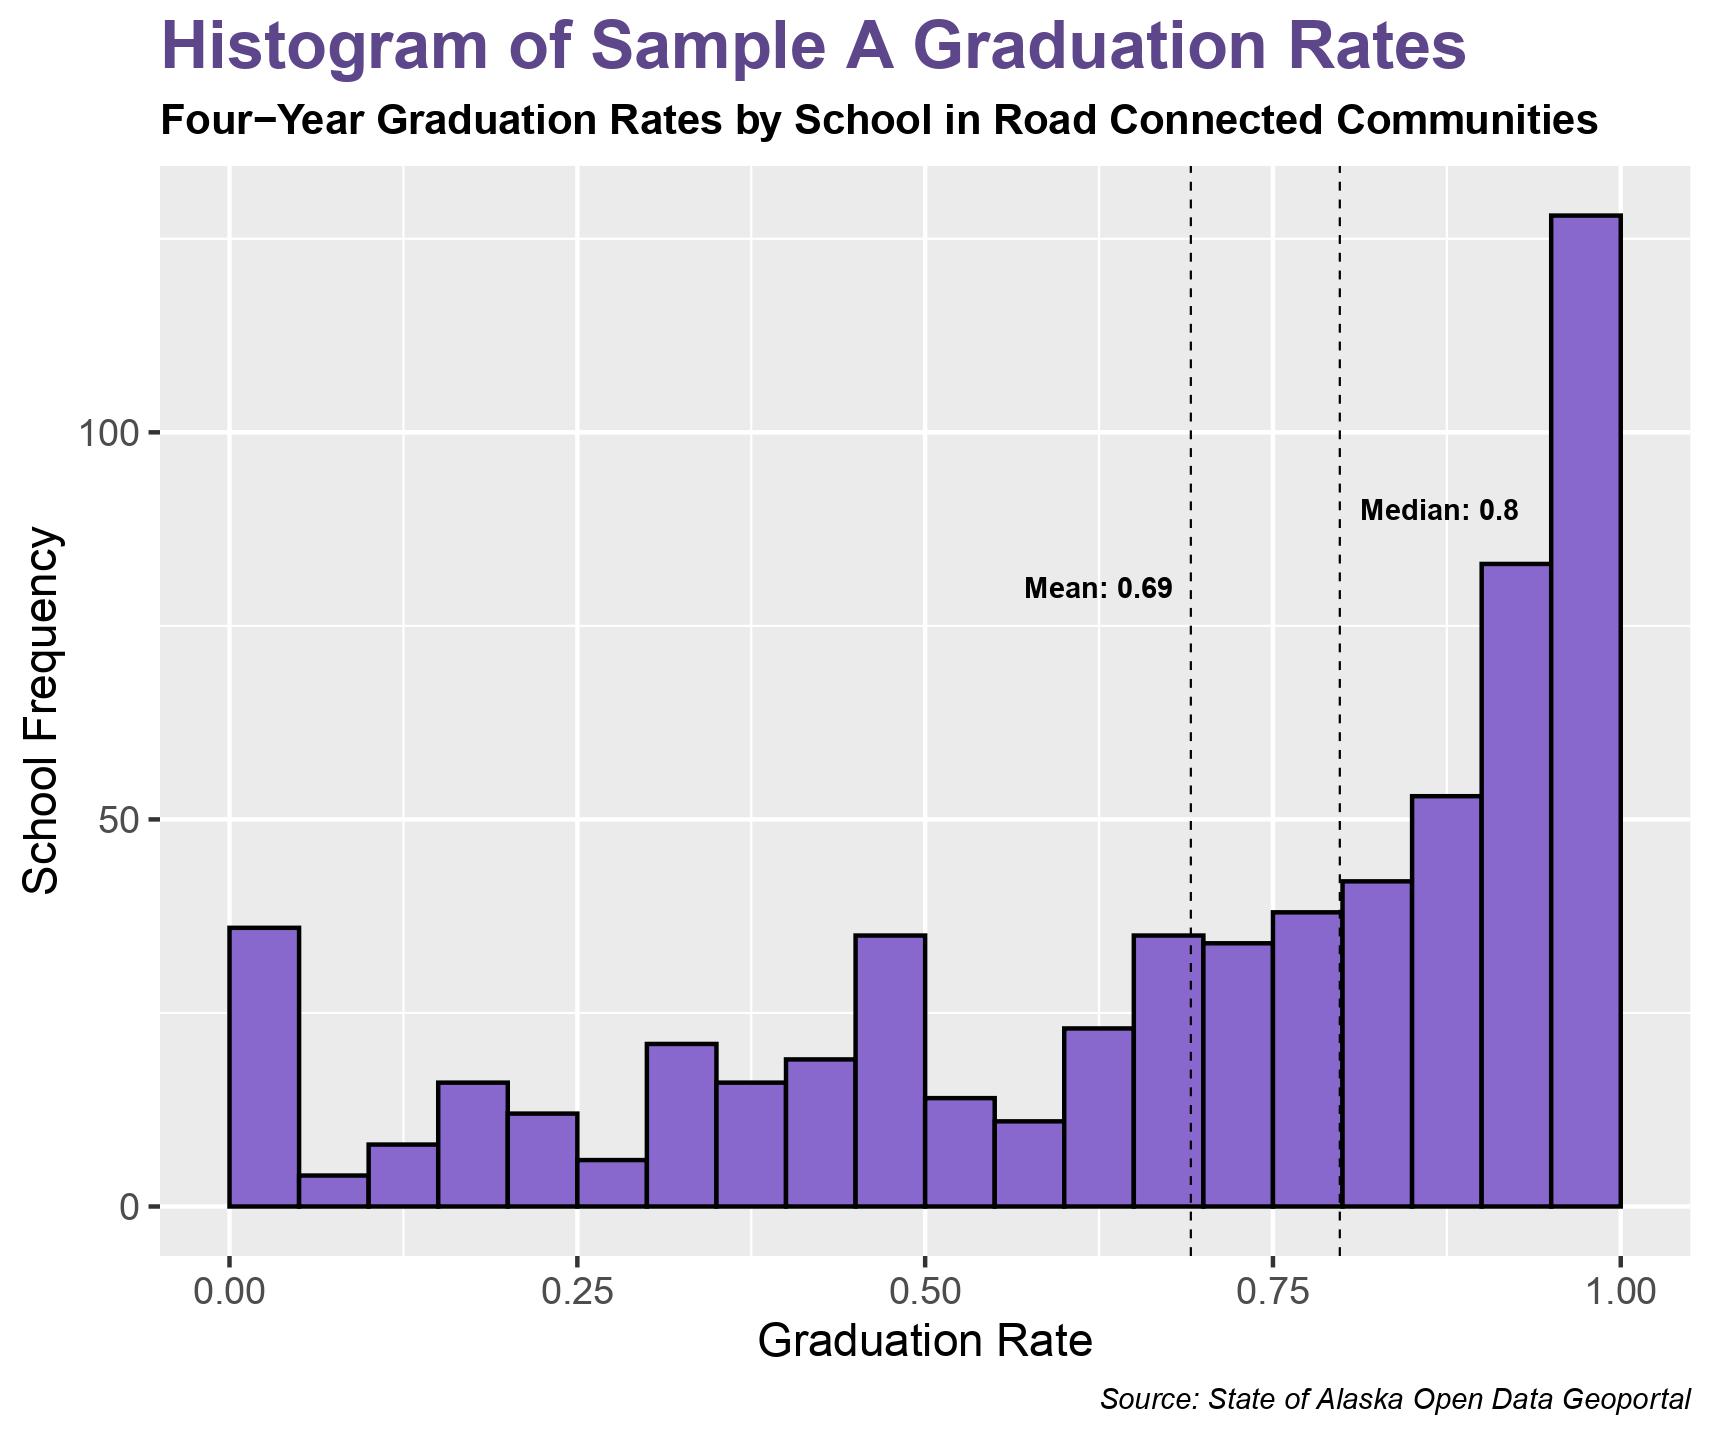 Histogram of Sample A Graduation Rates
Four−Year Graduation Rates by School in Road Connected Communities
100
Median: 0.8
Mean: 0.69
School Frequency
50
0
0.00 0.25 0.50 0.75 1.00
Graduation Rate
Source: State of Alaska Open Data Geoportal